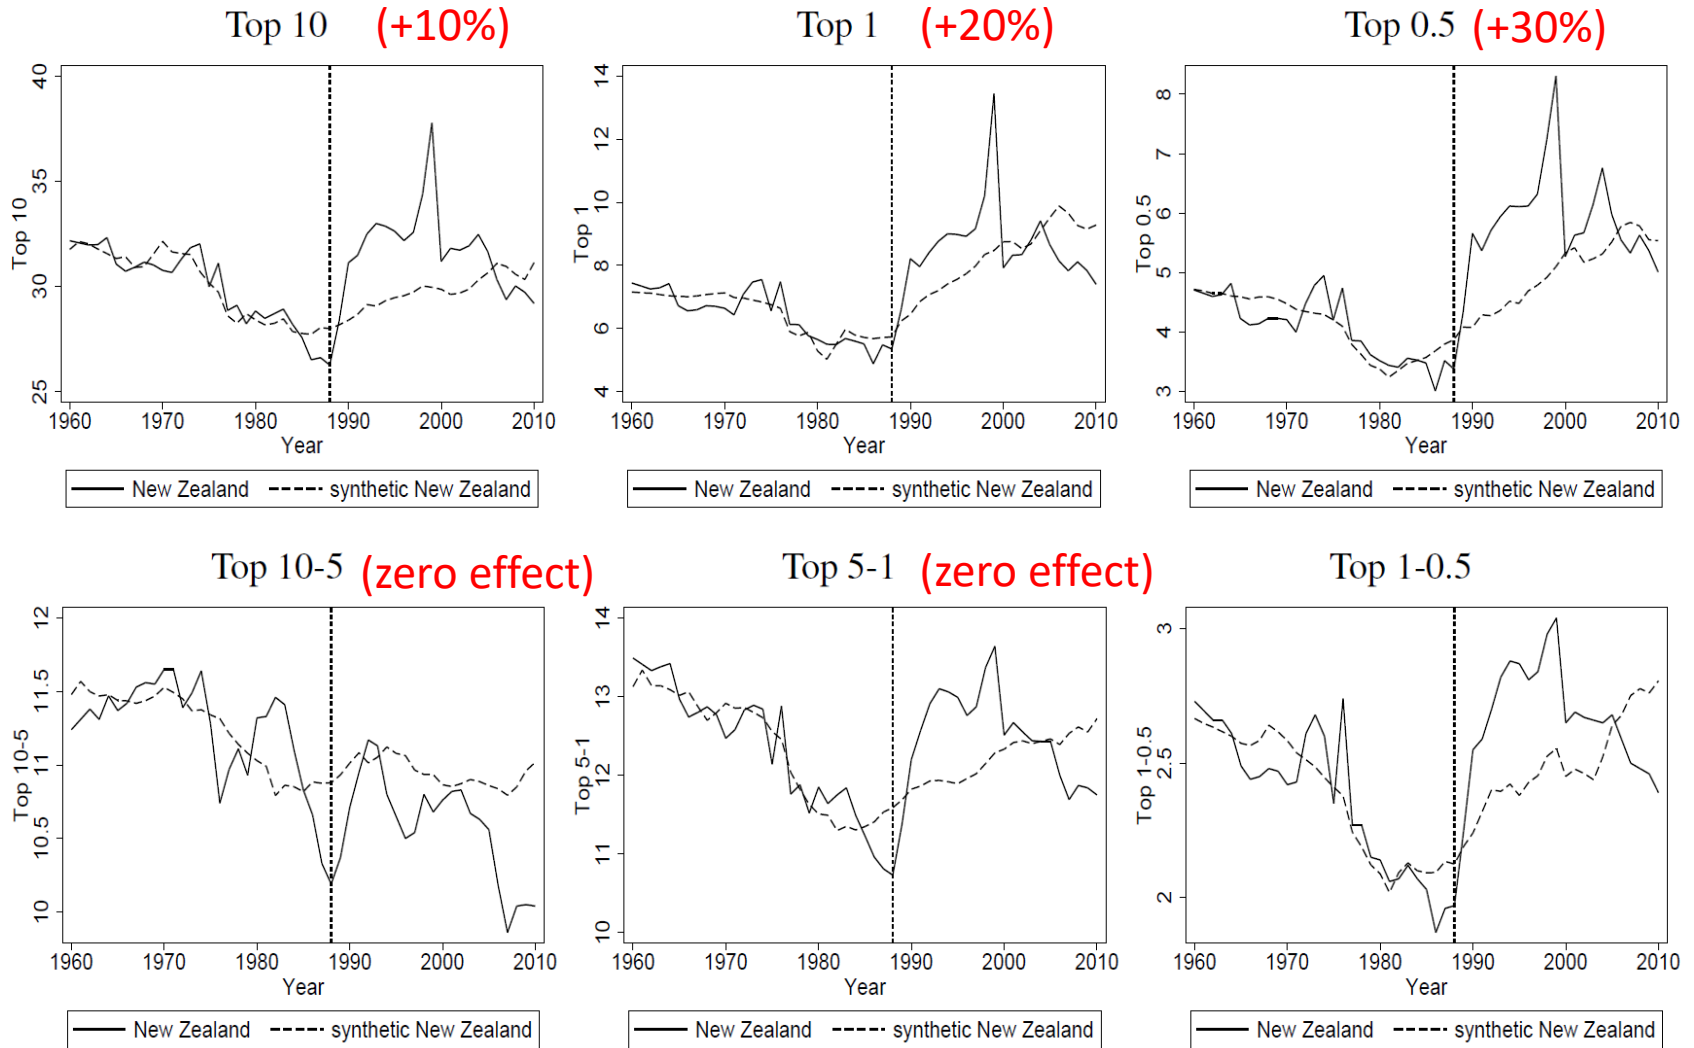 Top 10 (+10%)
Top 10
40
35
30
25
1960 1970 1980 1990 2000 2010
Year
New Zealand synthetic New Zealand
Top 1 (+20%)
Top 1
14
12
10
8
6
4
1960 1970 1980 1990 2000 2010
Year
New Zealand synthetic New Zealand
Top 0.5 (+30%)
Top 0.5
8
7
6
5
4
3
1960 1970 1980 1990 2000 2010
Year
New Zealand synthetic New Zealand
Top 10-5 (zero effect)
Top 10-5
12
11.5
11
10.5
10
1960 1970 1980 1990 2000 2010
Year
New Zealand synthetic New Zealand
Top 5-1 (zero effect)
Top 5-1
14
13
12
11
10
1960 1970 1980 1990 2000 2010
Year
New Zealand synthetic New Zealand
Top 1-0.5
Top 1-0.5
3
2.5
2
1960 1970 1980 1990 2000 2010
Year
New Zealand synthetic New Zealand